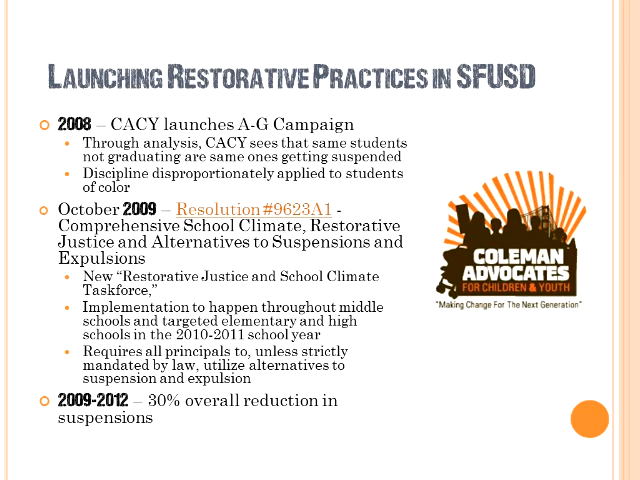 LAUNCHING RESTORATIVE PRACTICES IN SFUSD
2008 – CACY launches A-G Campaign
Through analysis, CACY sees that same students
not graduating are same ones getting suspended
Discipline disproportionately applied to students
of color
October 2009 – Resolution #9623A1 -
Comprehensive School Climate, Restorative
Justice and Alternatives to Suspensions and
Expulsions
New “Restorative Justice and School Climate
Taskforce,”
Implementation to happen throughout middle
schools and targeted elementary and high
schools in the 2010-2011 school year
Requires all principals to, unless strictly
mandated by law, utilize alternatives to
suspension and expulsion
2009-2012 – 30% overall reduction in
suspensions
COLEMAN
ADVOCATES
FOR CHILDREN & YOUTH
"Making Change For The Next Generation"